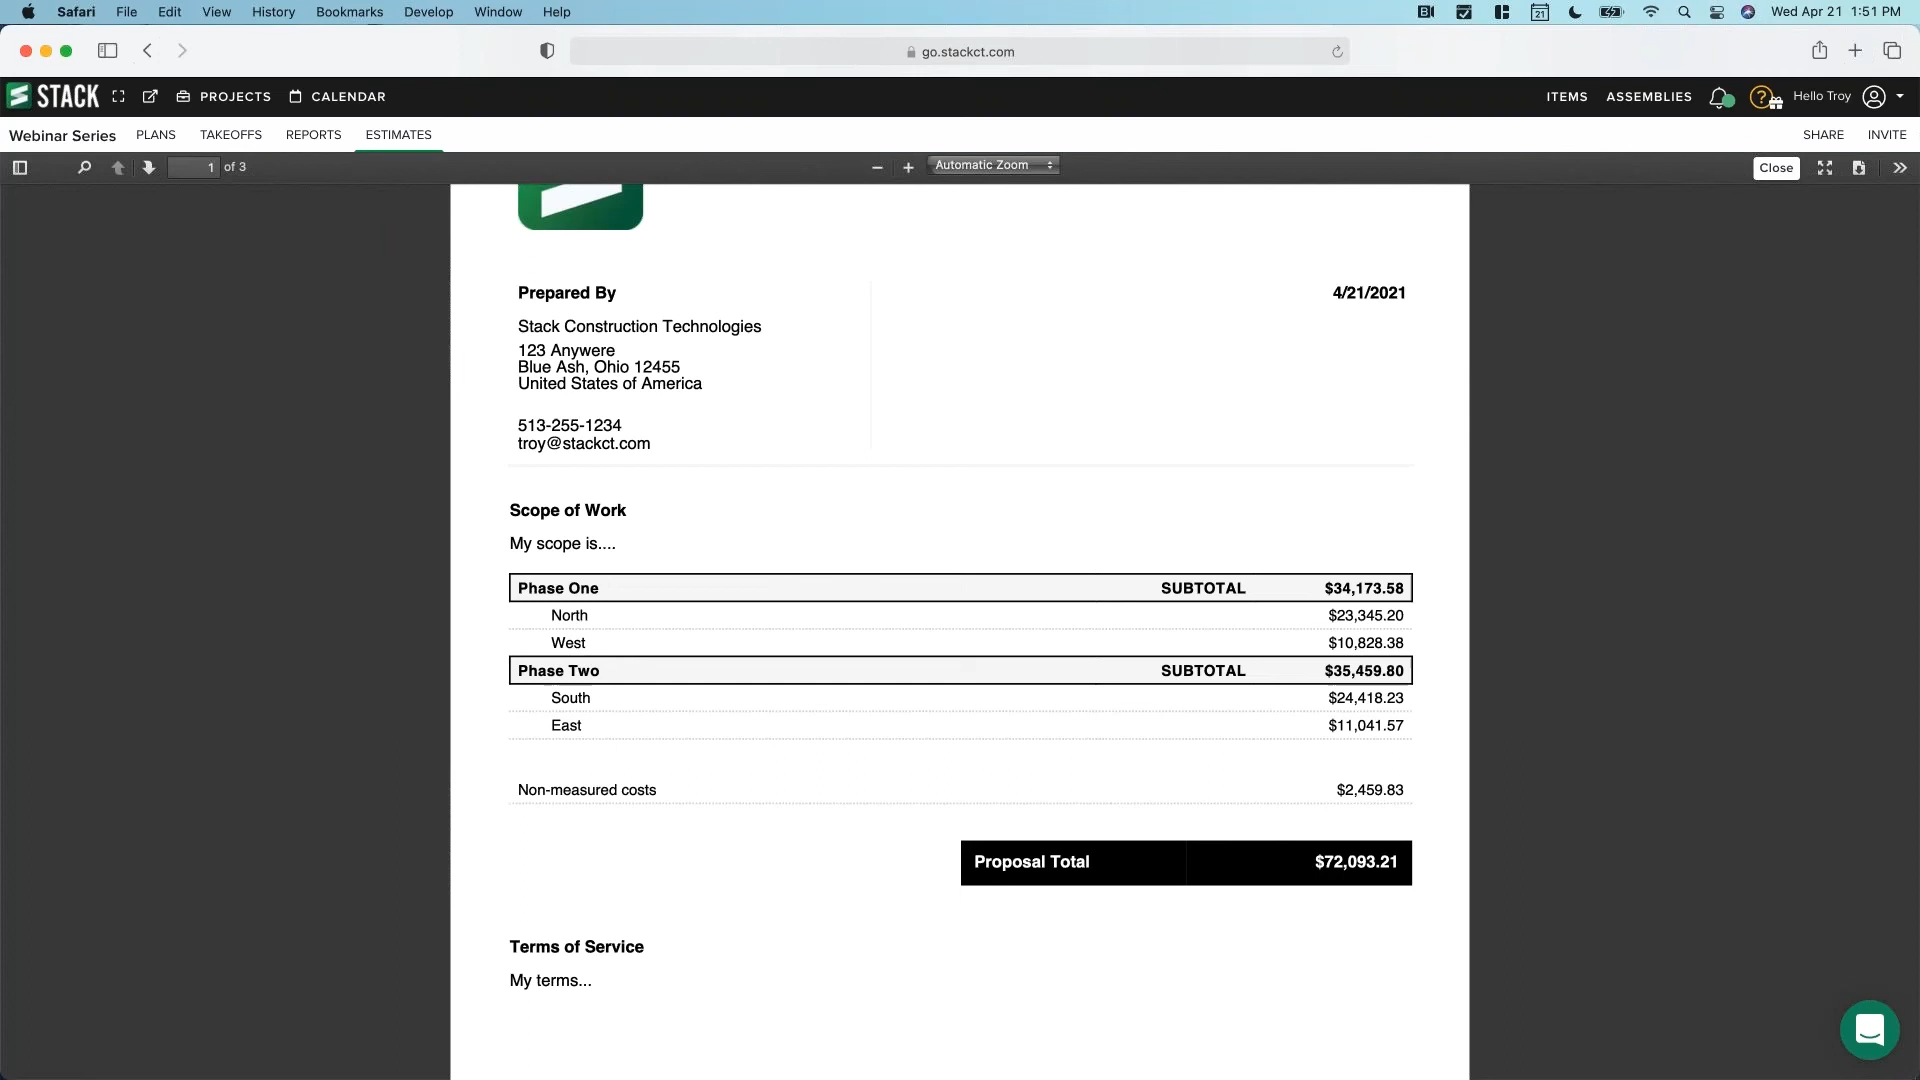 Safari File Edit View History Bookmarks Develop Window Help 21 Wed Apr 21 1:51 PM
go.stackct.com
STACK PROJECTS CALENDAR ITEMS ASSEMBLIES ? Hello Troy
Webinar Series PLANS TAKEOFFS REPORTS ESTIMATES SHARE INVITE
1 of 3 Automatic Zoom Close
Prepared By 4/21/2021
Stack Construction Technologies
123 Anywere
Blue Ash, Ohio 12455
United States of America
513-255-1234
troy@stackct.com
Scope of Work
My scope is....
Phase One SUBTOTAL $34,173.58
North $23,345.20
West $10,828.38
Phase Two SUBTOTAL $35,459.80
South $24,418.23
East $11,041.57
Non-measured costs $2,459.83
Proposal Total $72,093.21
Terms of Service
My terms...